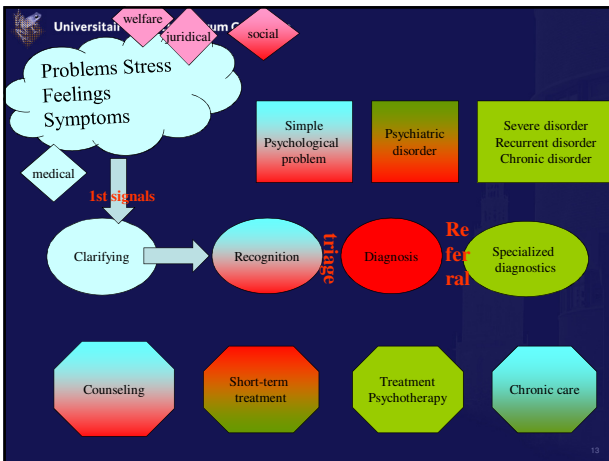 Universitair
um
welfare
juridical
social
Problems Stress
Feelings
Symptoms
medical
1st signals
Simple
Psychological
problem
Psychiatric
disorder
Severe disorder
Recurrent disorder
Chronic disorder
Clarifying
Recognition
triage
Diagnosis
Re
fer
ral
Specialized
diagnostics
Counseling
Short-term
treatment
Treatment
Psychotherapy
Chronic care
13